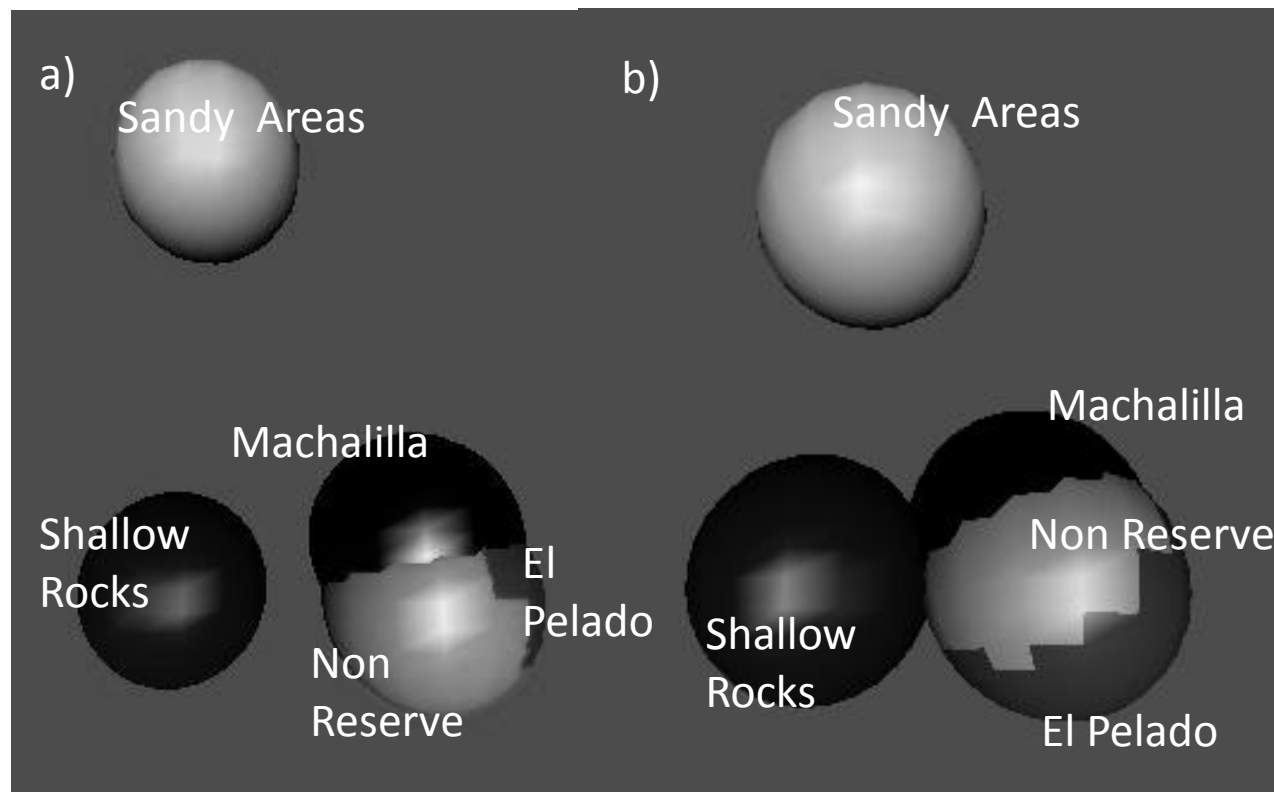 a)
Sandy Areas
Machalilla
Shallow
Rocks
El
Pelado
Non
Reserve
b)
Sandy Areas
Machalilla
Non Reserve
Shallow
Rocks
El Pelado